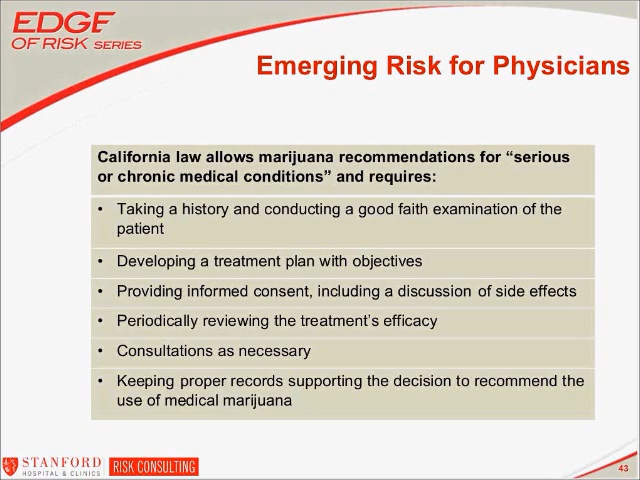 EDGE
OF RISK SERIES
Emerging Risk for Physicians
California law allows marijuana recommendations for “serious
or chronic medical conditions” and requires:
• Taking a history and conducting a good faith examination of the
patient
• Developing a treatment plan with objectives
• Providing informed consent, including a discussion of side effects
• Periodically reviewing the treatment’s efficacy
• Consultations as necessary
• Keeping proper records supporting the decision to recommend the
use of medical marijuana
STANFORD
HOSPITAL & CLINICS
RISK CONSULTING
43